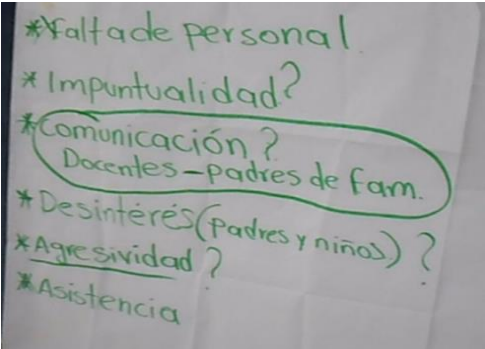 *Falta de personal
*Impuntualidad?
*Comunicación?
Docentes-padres de fam.
*Desinterés(padres y niños)?
*Agresividad?
*Asistencia